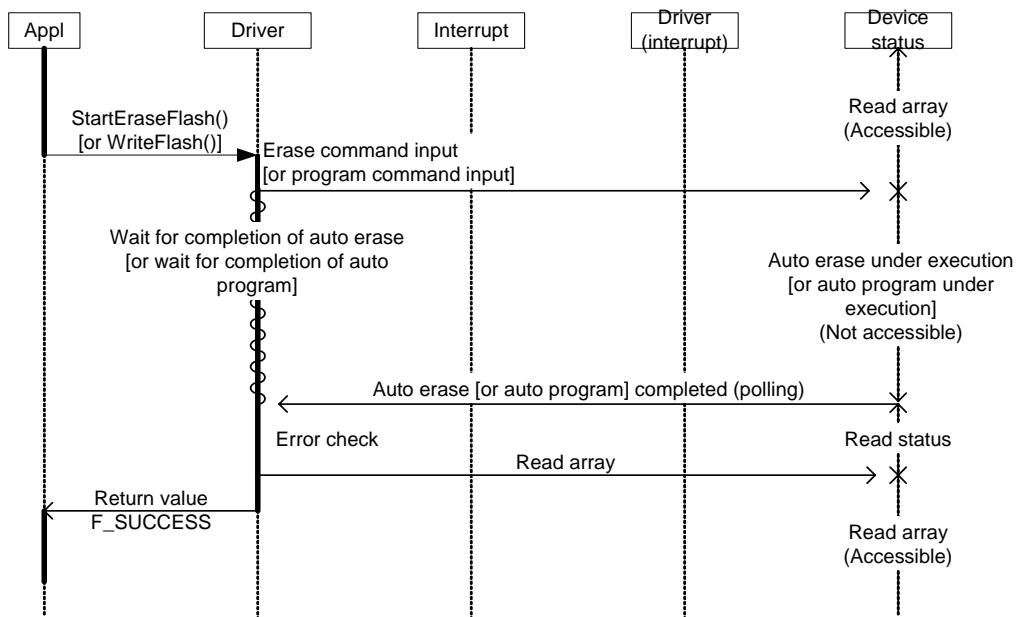 Appl
Driver
Interrupt
Driver
(interrupt)
Device
status
StartEraseFlash()
[or WriteFlash()]
Read array
(Accessible)
Erase command input
[or program command input]
Wait for completion of auto erase
[or wait for completion of auto
program]
Auto erase under execution
[or auto program under
execution]
(Not accessible)
Auto erase [or auto program] completed (polling)
Error check
Read status
Read array
Return value
F_SUCCESS
Read array
(Accessible)